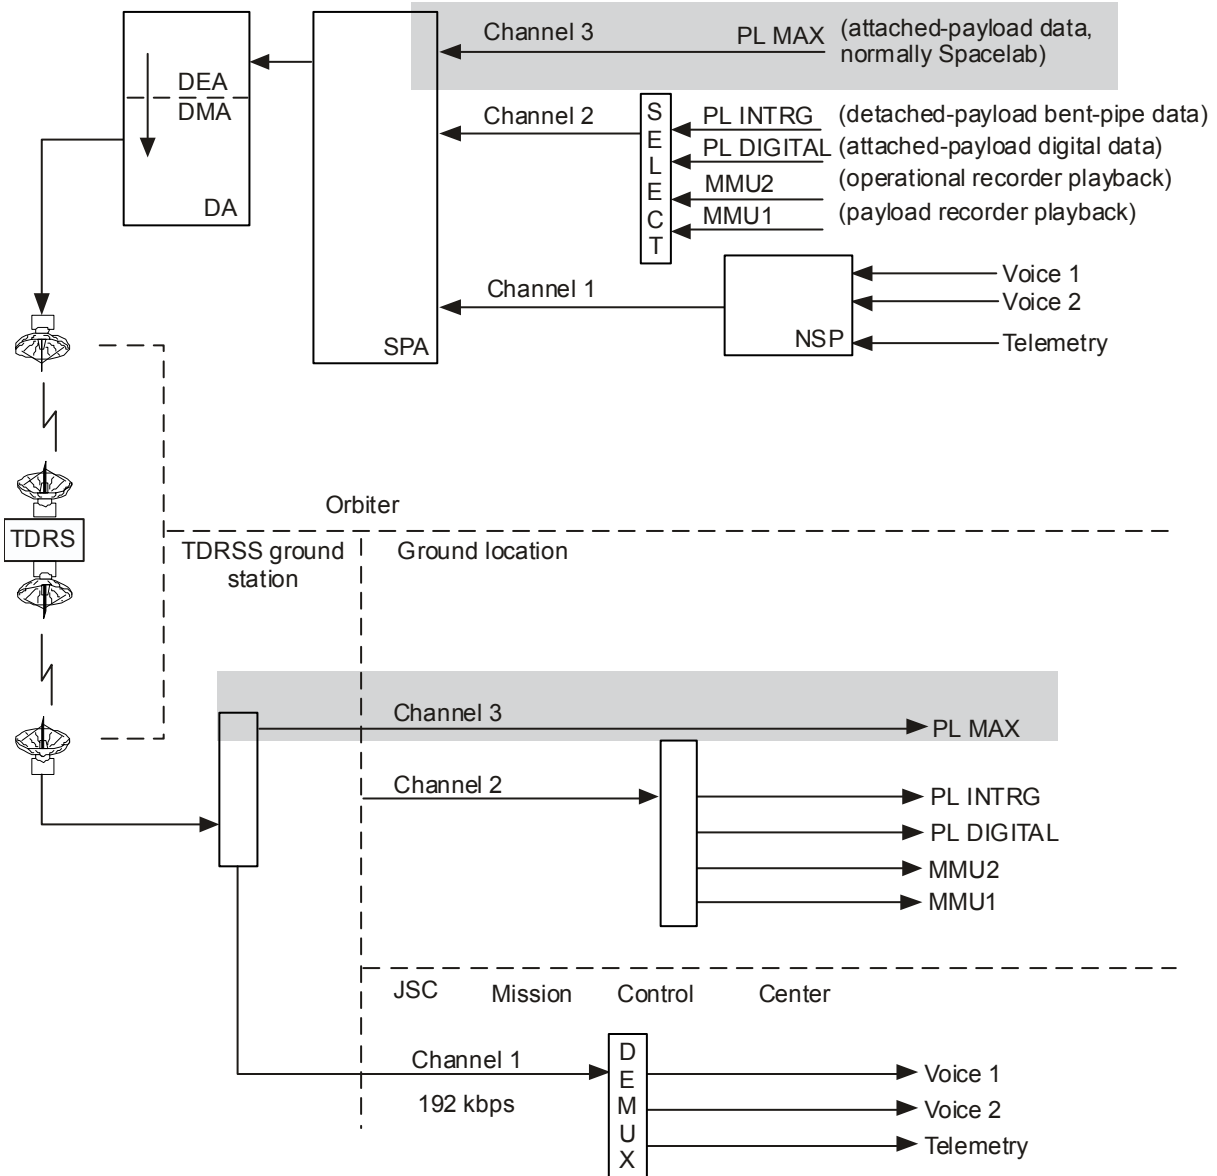 Channel 3
PL MAX
(attached-payload data,
normally Spacelab)
DEA
DMA
DA
SPA
Channel 2
SELECT
PL INTRG
(detached-payload bent-pipe data)
PL DIGITAL
(attached-payload digital data)
MMU2
(operational recorder playback)
MMU1
(payload recorder playback)
Channel 1
NSP
Voice 1
Voice 2
Telemetry
TDRS
Orbiter
TDRSS ground
station
Ground location
Channel 3
PL MAX
Channel 2
PL INTRG
PL DIGITAL
MMU2
MMU1
JSC Mission Control Center
Channel 1
192 kbps
DEMUX
Voice 1
Voice 2
Telemetry